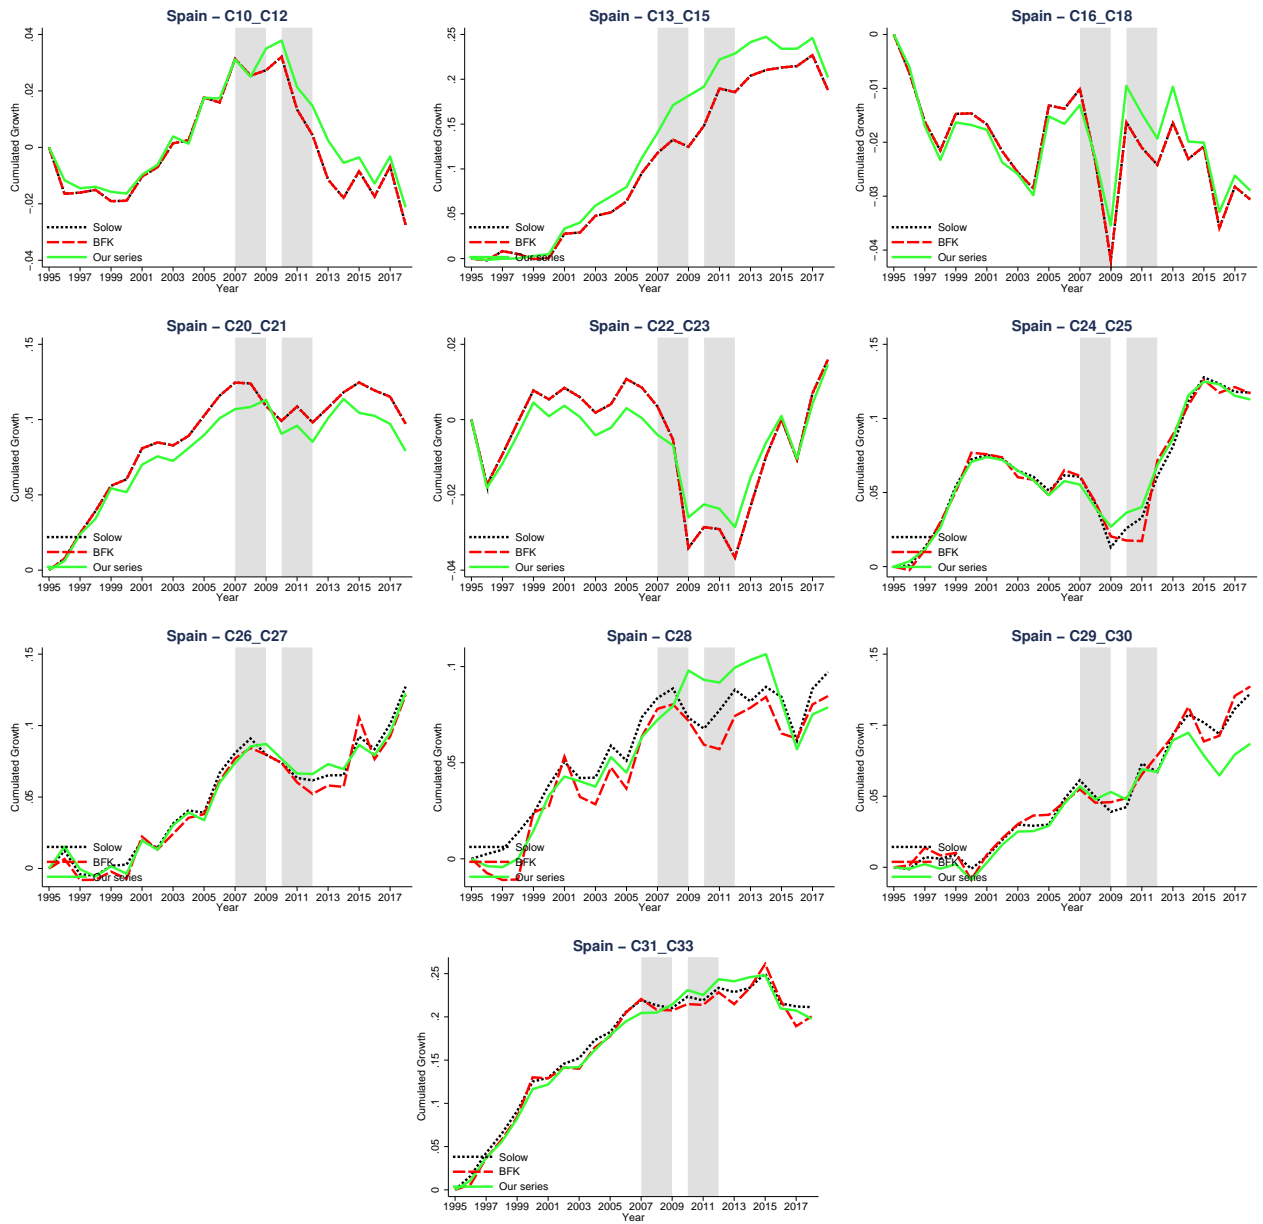 Spain − C10_C12
Cumulated Growth
.04
.02
0
−.02
−.04
Solow
BFK
Our series
1995 1997 1999 2001 2003 2005 2007 2009 2011 2013 2015 2017
Year
Spain − C13_C15
Cumulated Growth
.25
.2
.15
.1
.05
0
Solow
BFK
Our series
1995 1997 1999 2001 2003 2005 2007 2009 2011 2013 2015 2017
Year
Spain − C16_C18
Cumulated Growth
0
−.01
−.02
−.03
−.04
Solow
BFK
Our series
1995 1997 1999 2001 2003 2005 2007 2009 2011 2013 2015 2017
Year
Spain − C20_C21
Cumulated Growth
.15
.1
.05
0
Solow
BFK
Our series
1995 1997 1999 2001 2003 2005 2007 2009 2011 2013 2015 2017
Year
Spain − C22_C23
Cumulated Growth
.02
0
−.02
−.04
Solow
BFK
Our series
1995 1997 1999 2001 2003 2005 2007 2009 2011 2013 2015 2017
Year
Spain − C24_C25
Cumulated Growth
.15
.1
.05
0
Solow
BFK
Our series
1995 1997 1999 2001 2003 2005 2007 2009 2011 2013 2015 2017
Year
Spain − C26_C27
Cumulated Growth
.15
.1
.05
0
Solow
BFK
Our series
1995 1997 1999 2001 2003 2005 2007 2009 2011 2013 2015 2017
Year
Spain − C28
Cumulated Growth
.1
.05
0
Solow
BFK
Our series
1995 1997 1999 2001 2003 2005 2007 2009 2011 2013 2015 2017
Year
Spain − C29_C30
Cumulated Growth
.15
.1
.05
0
Solow
BFK
Our series
1995 1997 1999 2001 2003 2005 2007 2009 2011 2013 2015 2017
Year
Spain − C31_C33
Cumulated Growth
.25
.2
.15
.1
.05
0
Solow
BFK
Our series
1995 1997 1999 2001 2003 2005 2007 2009 2011 2013 2015 2017
Year